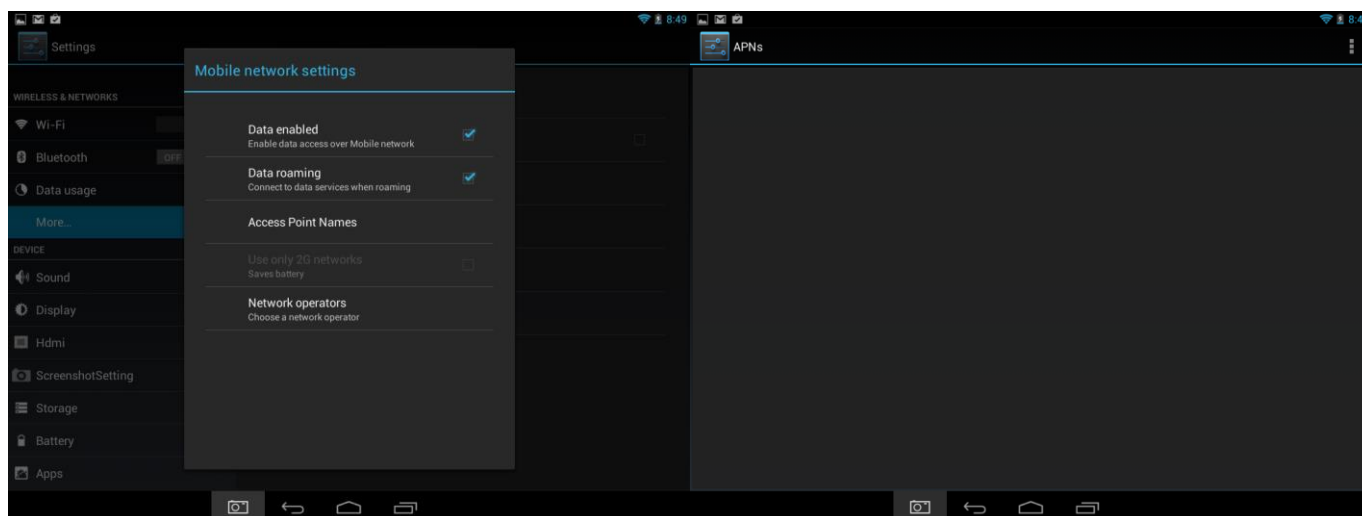 8:49
Settings
Mobile network settings
WIRELESS & NETWORKS
Wi-Fi
Bluetooth
OFF
Data usage
More...
DEVICE
Sound
Display
Hdmi
ScreenshotSetting
Storage
Battery
Apps
Data enabled
Enable data access over Mobile network
Data roaming
Connect to data services when roaming
Access Point Names
Use only 2G networks
Saves battery
Network operators
Choose a network operator
APNs